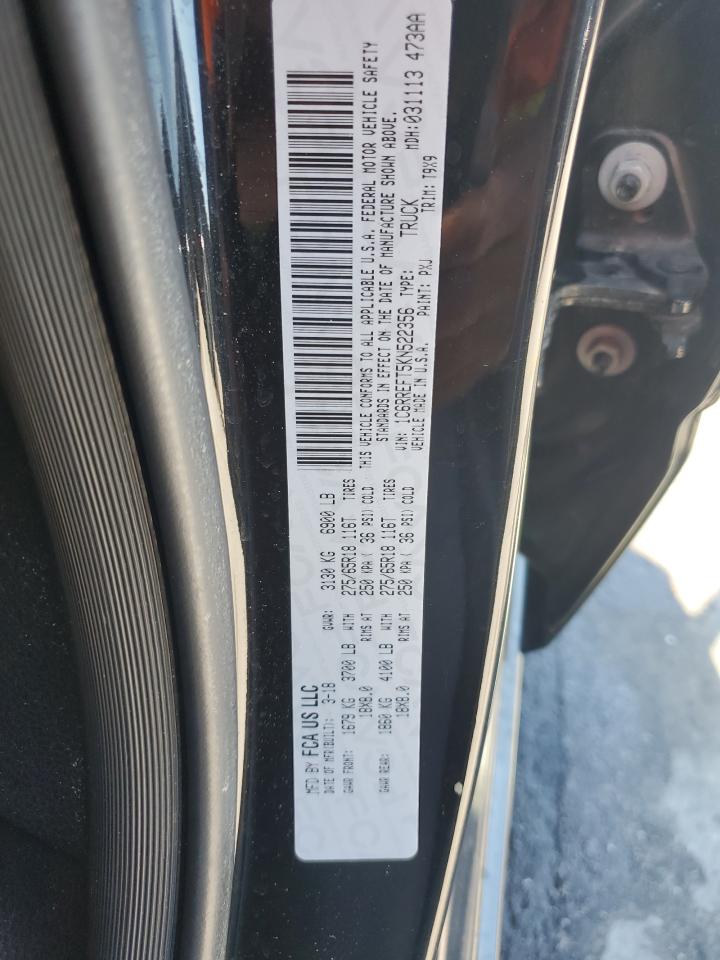 MFD BY FCA US LLC
DATE OF MFR(BUILT): 3-18 GVWR: 3130 KG 6900 LB
GAWR FRONT: 1679 KG 3700 LB WITH 275/65R18 116T TIRES
18X8.0 RIMS AT 250 KPA ( 36 PSI) COLD
GAWR REAR: 1860 KG 4100 LB WITH 275/65R18 116T TIRES
18X8.0 RIMS AT 250 KPA ( 36 PSI) COLD
THIS VEHICLE CONFORMS TO ALL APPLICABLE U.S.A. FEDERAL MOTOR VEHICLE SAFETY
STANDARDS IN EFFECT ON THE DATE OF MANUFACTURE SHOWN ABOVE.
VIN: 1C6RREFT5KN522356 TYPE: TRUCK MDH:031113 473AA
VEHICLE MADE IN U.S.A. PAINT: PXJ TRIM: T9X9